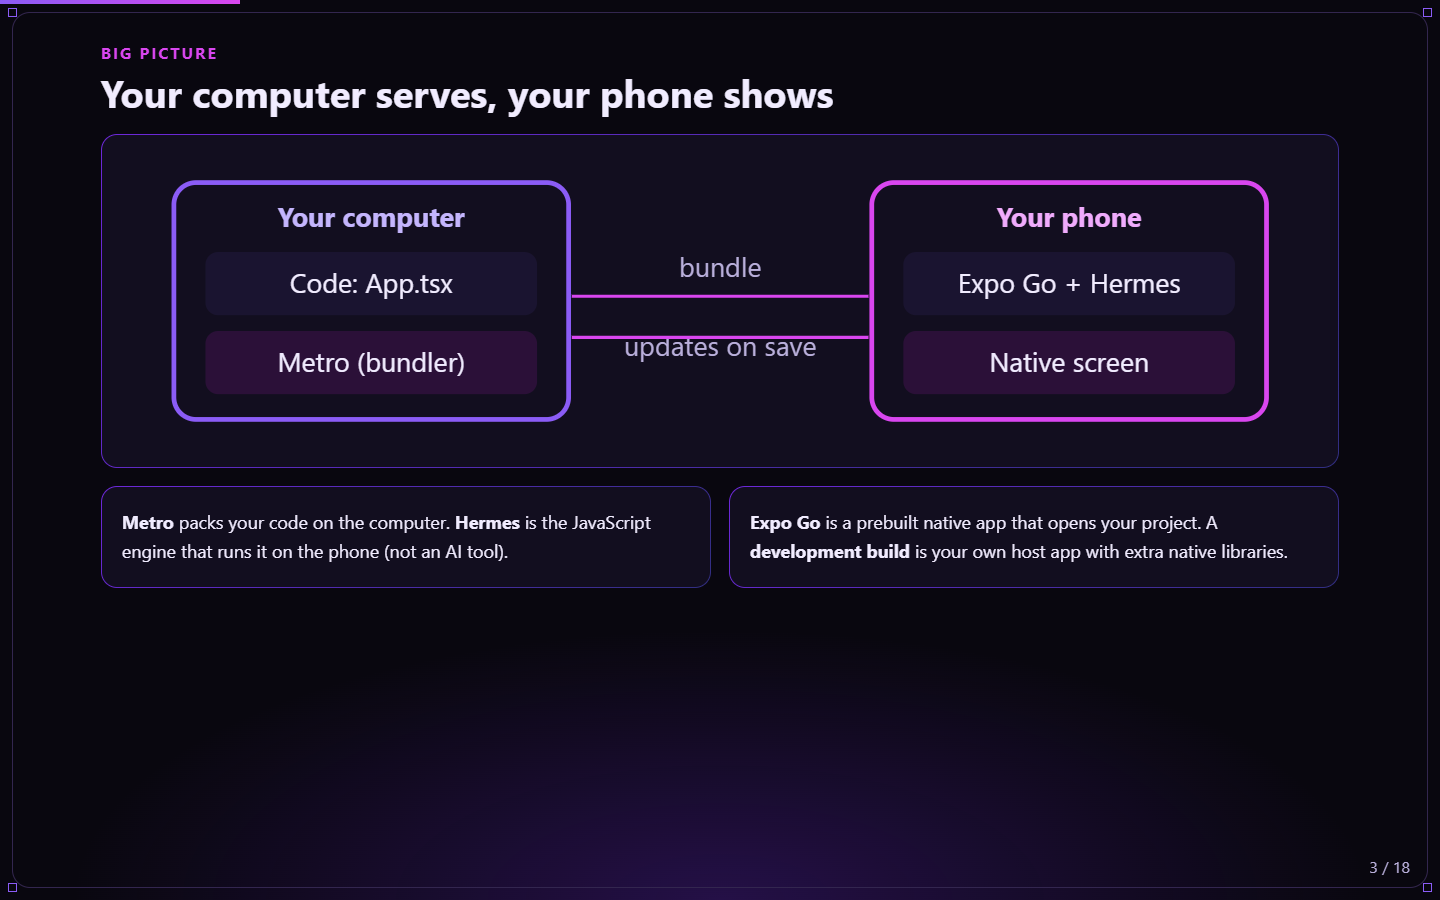 BIG PICTURE
Your computer serves, your phone shows
Your computer
Code: App.tsx
Metro (bundler)
bundle
updates on save
Your phone
Expo Go + Hermes
Native screen
Metro packs your code on the computer. Hermes is the JavaScript
engine that runs it on the phone (not an AI tool).
Expo Go is a prebuilt native app that opens your project. A
development build is your own host app with extra native libraries.
3 / 18